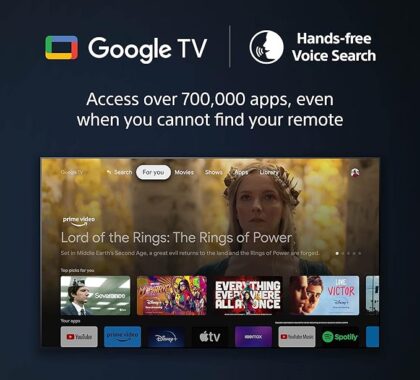 Google TV
Hands-free
Voice Search
Access over 700,000 apps, even
when you cannot find your remote
Google TV
Search For you Movies Shows Apps Library
prime video
Lord of the Rings: The Rings of Power
Set in Middle Earth's Second Age, a great evil returns to the land and the Rings of Power are forged.
Top picks for you
Severance
Disney+
EVERYTHING
EVERYWHERE
ALL AT ONCE
LOVE
VICTOR
Disney+
Your apps
YouTube
prime video
Disney+
tv
HBOMAX
YouTube Music
Spotify